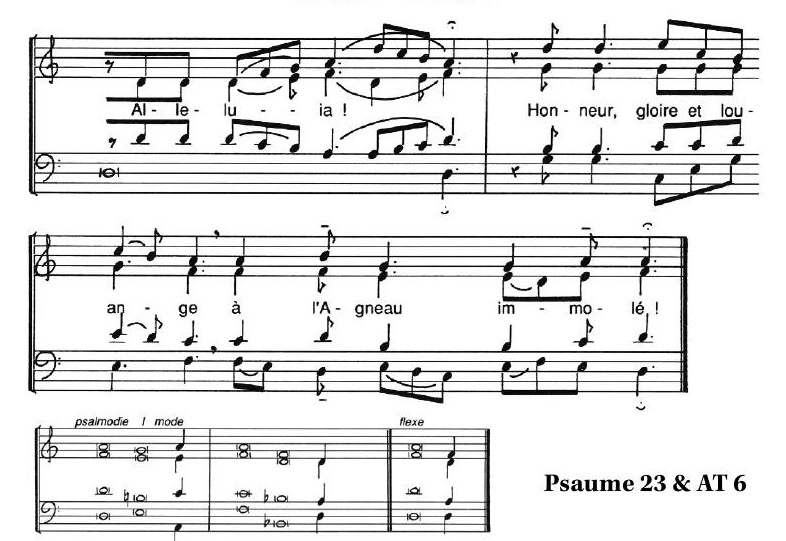 Al - le - lu - - ia ! Hon - neur, gloire et lou -
an - ge à l'A - gneau im - mo - lé !
psalmodie I mode flexe
Psaume 23 & AT 6